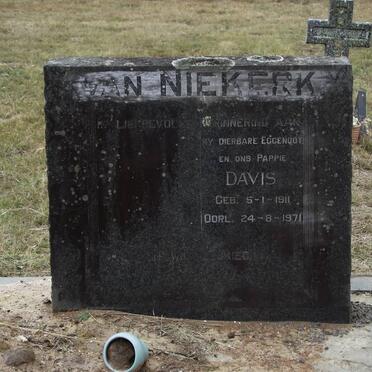 VAN NIEKERK
LIEFDEVOLLE HERINNERING AAN
MY DIERBARE EGGENOOT
EN ONS PAPPIE
DAVIS
GEB. 5-1-1911
OORL. 24-8-1971